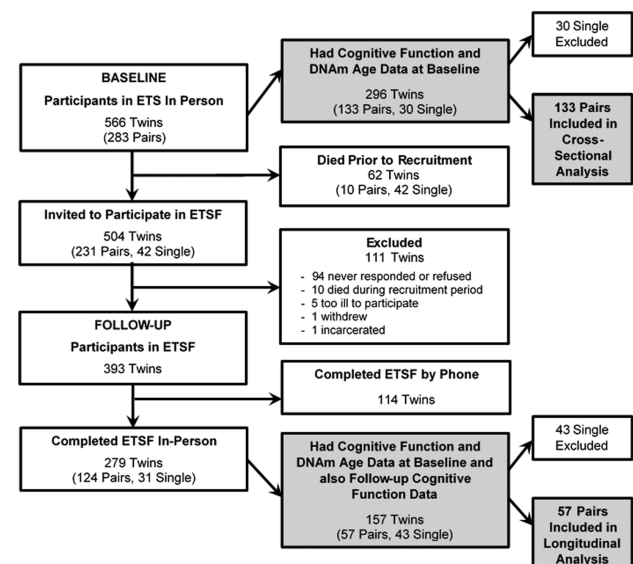 BASELINE
Participants in ETS In Person
566 Twins
(283 Pairs)
Had Cognitive Function and
DNAm Age Data at Baseline
296 Twins
(133 Pairs, 30 Single)
30 Single
Excluded
133 Pairs
Included in
Cross-
Sectional
Analysis
Died Prior to Recruitment
62 Twins
(10 Pairs, 42 Single)
Invited to Participate in ETSF
504 Twins
(231 Pairs, 42 Single)
Excluded
111 Twins
- 94 never responded or refused
- 10 died during recruitment period
- 5 too ill to participate
- 1 withdrew
- 1 incarcerated
FOLLOW-UP
Participants in ETSF
393 Twins
Completed ETSF by Phone
114 Twins
Completed ETSF In-Person
279 Twins
(124 Pairs, 31 Single)
Had Cognitive Function and
DNAm Age Data at Baseline and
also Follow-up Cognitive
Function Data
157 Twins
(57 Pairs, 43 Single)
43 Single
Excluded
57 Pairs
Included in
Longitudinal
Analysis